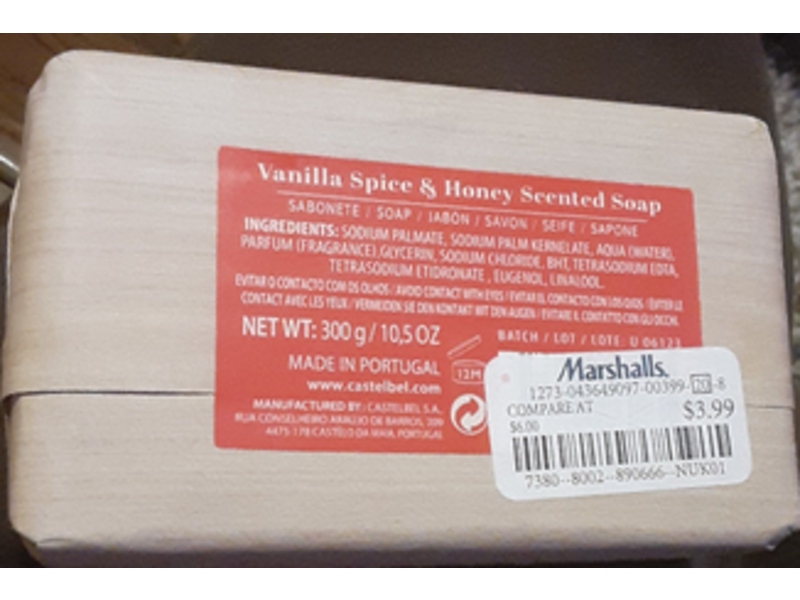 Vanilla Spice & Honey Scented Soap
SABONETE / SOAP / JABÓN / SAVON / SEIFE / SAPONE
INGREDIENTS: SODIUM PALMATE, SODIUM PALM KERNELATE, AQUA (WATER),
PARFUM (FRAGRANCE), GLYCERIN, SODIUM CHLORIDE, BHT, TETRASODIUM EDTA,
TETRASODIUM ETIDRONATE, EUGENOL, LINALOOL.
EVITAR O CONTACTO COM OS OLHOS / AVOID CONTACT WITH EYES / EVITAR EL CONTACTO CON LOS OJOS / ÉVITER LE
CONTACT AVEC LES YEUX / VERMEIDEN SIE DEN KONTAKT MIT DEN AUGEN / EVITARE IL CONTATTO CON GLI OCCHI.
NET WT: 300 g / 10,5 OZ
BATCH / LOT / LOTE: U 06123
MADE IN PORTUGAL
12M
www.castelbel.com
MANUFACTURED BY: CASTELBEL S.A.
RUA CONSELHEIRO ARAÚJO DE BARROS, 209
4475-178 CASTELO DA MAIA, PORTUGAL
Marshalls.
1273-043649097-00399-20-8
COMPARE AT
$6.00
$3.99
7380--8002--890666--NUK01